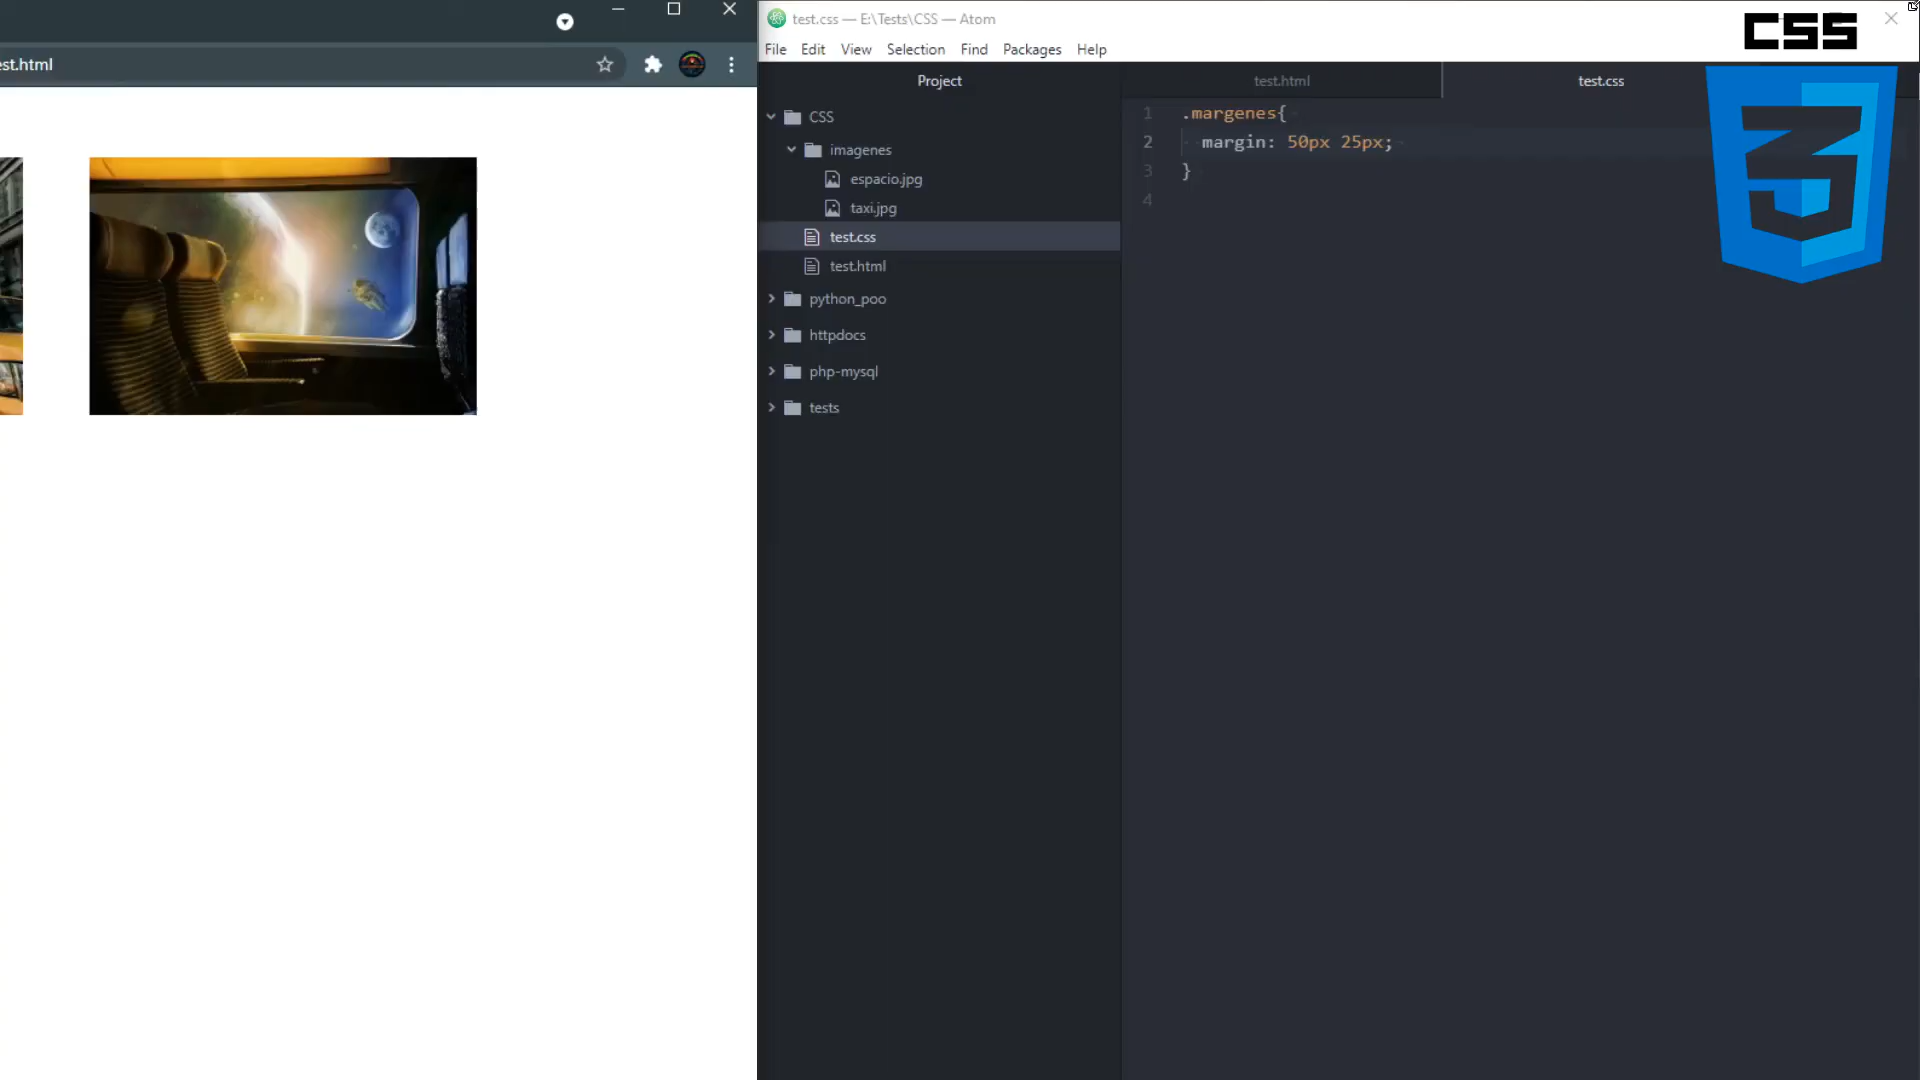 est.html
test.css — E:\Tests\CSS — Atom
CSS
File Edit View Selection Find Packages Help
Project
test.html
test.css
CSS
imagenes
espacio.jpg
taxi.jpg
test.css
test.html
python_poo
httpdocs
php-mysql
tests
1 .margenes{
2 margin: 50px 25px;
3 }
4